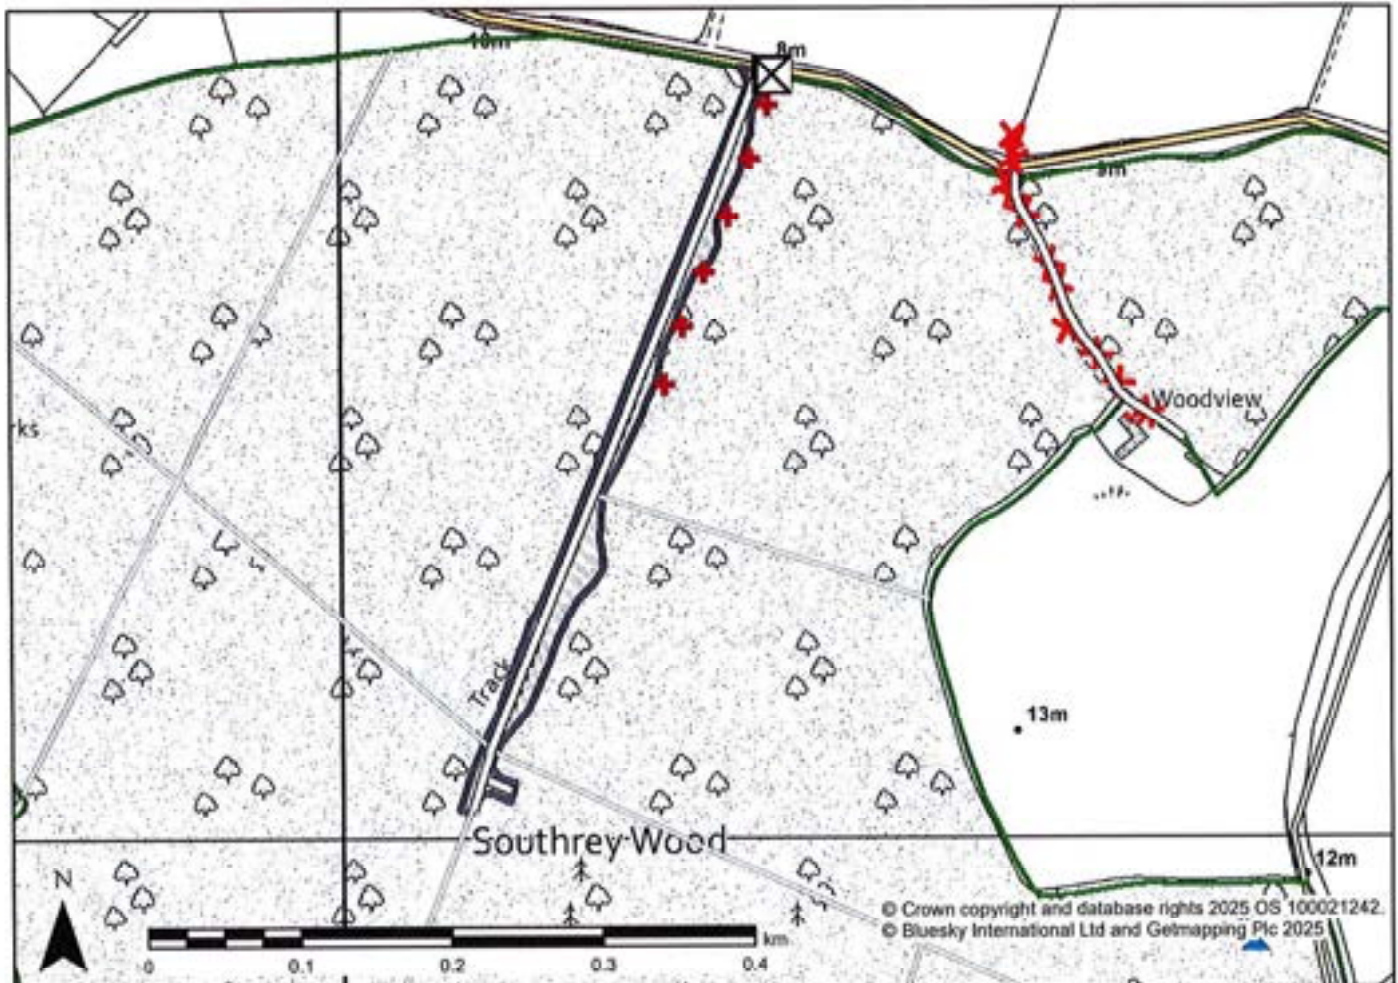 10m
8m
9m
Woodview
rks
Track
13m
Southrey Wood
12m
N
© Crown copyright and database rights 2025 OS 100021242.
© Bluesky International Ltd and Getmapping Plc 2025
km
0
0.1
0.2
0.3
0.4